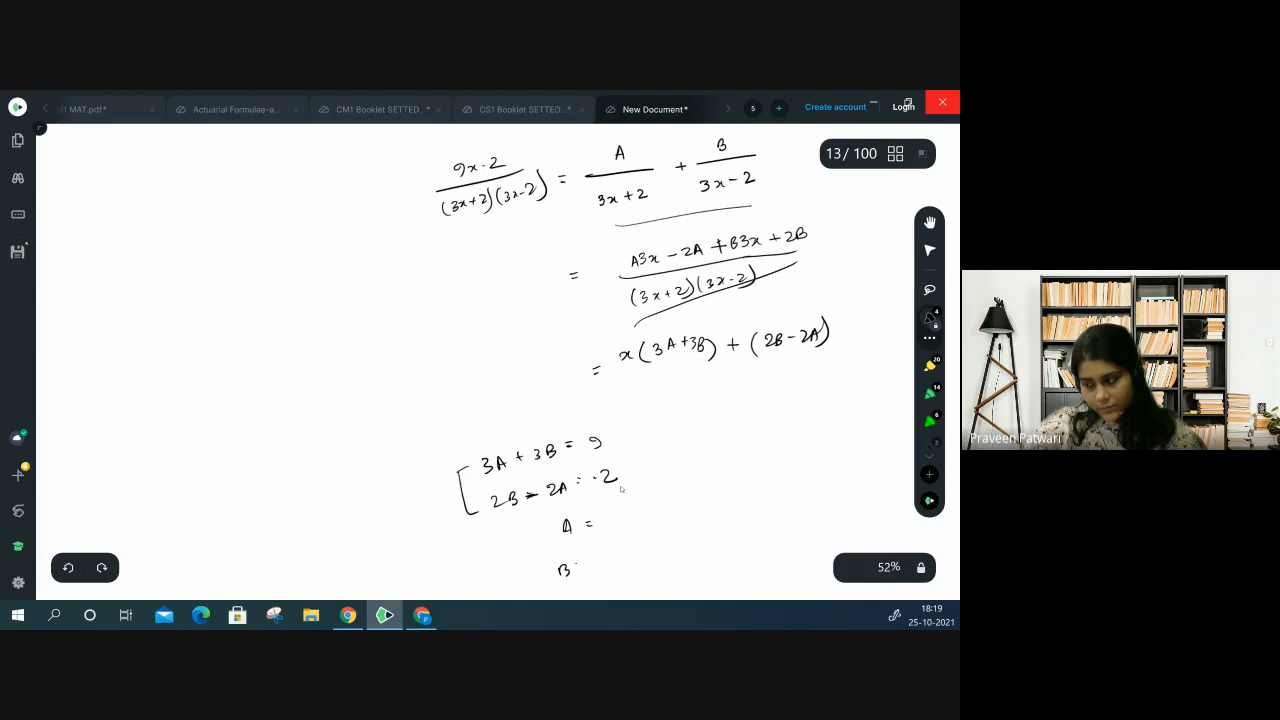 1 MAT.pdf* Actuarial Formulae-a... CM1 Booklet SETTED..* CS1 Booklet SETTED...* New Document* 5 Create account Login
13/ 100
9x-2 / (3x+2)(3x-2) = A / 3x+2 + B / 3x-2
= A3x - 2A + B3x + 2B / (3x+2)(3x-2)
= x(3A+3B) + (2B-2A)
3A + 3B = 9
2B - 2A = -2
A =
B
Praveen Patwari
52%
18:19
25-10-2021